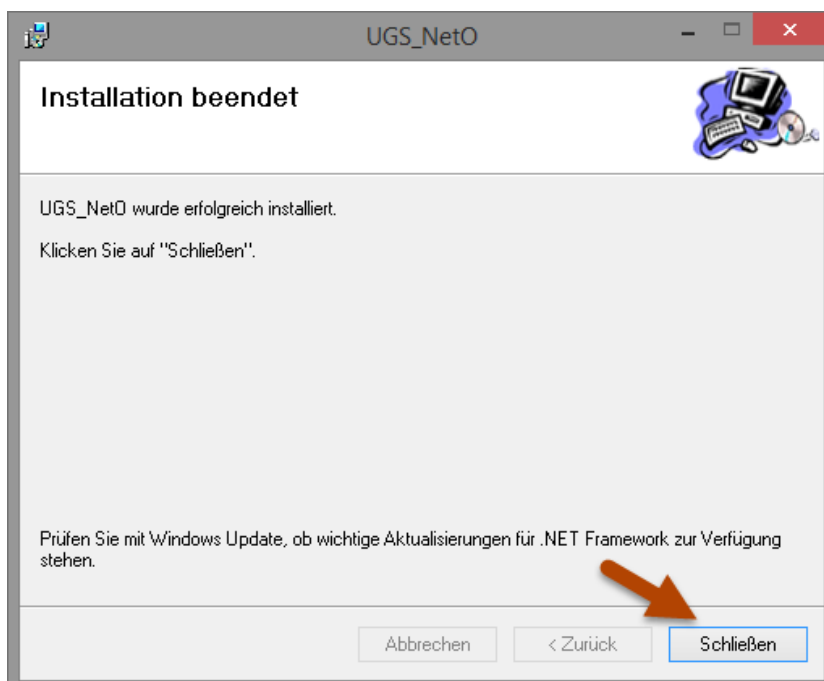 UGS_NetO
Installation beendet
UGS_NetO wurde erfolgreich installiert.
Klicken Sie auf "Schließen".
Prüfen Sie mit Windows Update, ob wichtige Aktualisierungen für .NET Framework zur Verfügung
stehen.
Abbrechen
< Zurück
Schließen